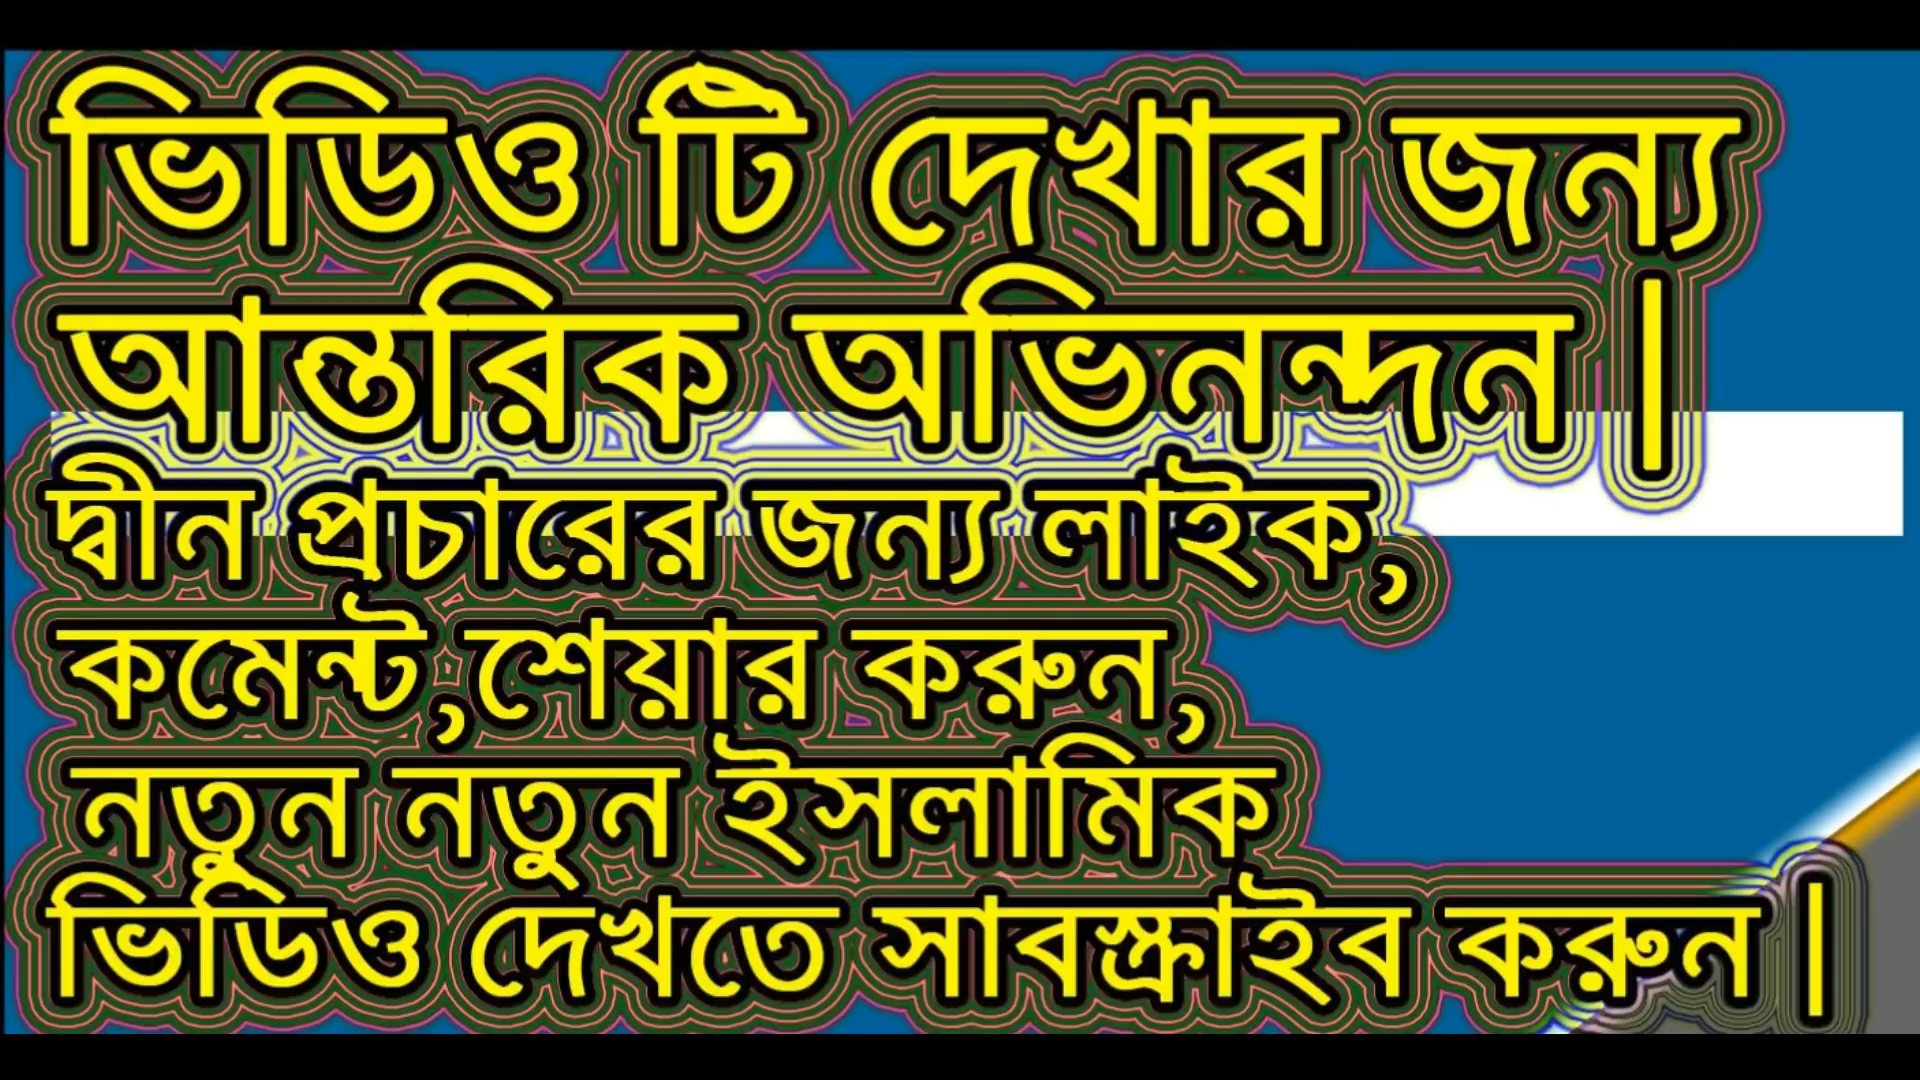 ভিডিও টি দেখার জন্য
আন্তরিক অভিনন্দন |
দ্বীন প্রচারের জন্য লাইক,
কমেন্ট,শেয়ার করুন,
নতুন নতুন ইসলামিক
ভিডিও দেখতে সাবস্ক্রাইব করুন |